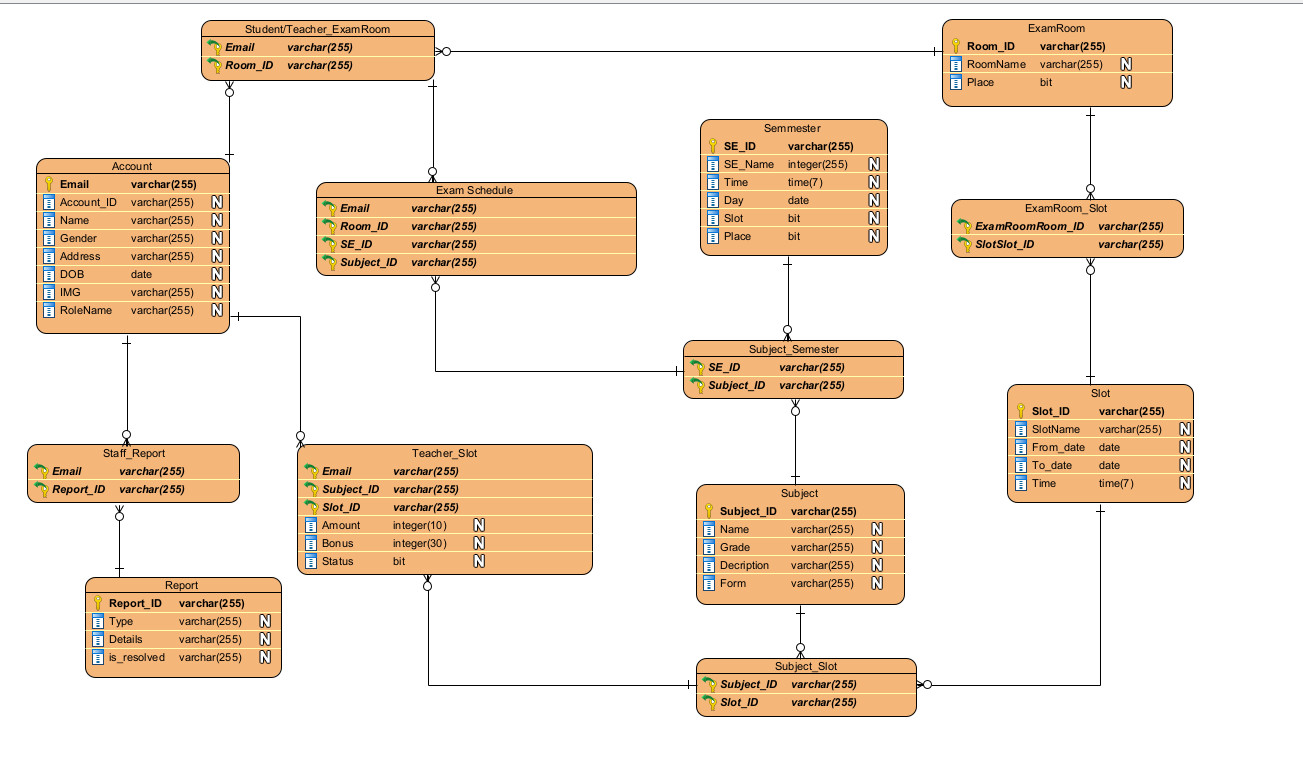 Student/Teacher_ExamRoom
Email varchar(255)
Room_ID varchar(255)
ExamRoom
Room_ID varchar(255)
RoomName varchar(255) N
Place bit N
Semmester
SE_ID varchar(255)
SE_Name integer(255) N
Time time(7) N
Day date N
Slot bit N
Place bit N
Account
Email varchar(255)
Account_ID varchar(255) N
Name varchar(255) N
Gender varchar(255) N
Address varchar(255) N
DOB date N
IMG varchar(255) N
RoleName varchar(255) N
Exam Schedule
Email varchar(255)
Room_ID varchar(255)
SE_ID varchar(255)
Subject_ID varchar(255)
ExamRoom_Slot
ExamRoomRoom_ID varchar(255)
SlotSlot_ID varchar(255)
Subject_Semester
SE_ID varchar(255)
Subject_ID varchar(255)
Slot
Slot_ID varchar(255)
SlotName varchar(255) N
From_date date N
To_date date N
Time time(7) N
Staff_Report
Email varchar(255)
Report_ID varchar(255)
Teacher_Slot
Email varchar(255)
Subject_ID varchar(255)
Slot_ID varchar(255)
Amount integer(10) N
Bonus integer(30) N
Status bit N
Subject
Subject_ID varchar(255)
Name varchar(255) N
Grade varchar(255) N
Decription varchar(255) N
Form varchar(255) N
Report
Report_ID varchar(255)
Type varchar(255) N
Details varchar(255) N
is_resolved varchar(255) N
Subject_Slot
Subject_ID varchar(255)
Slot_ID varchar(255)